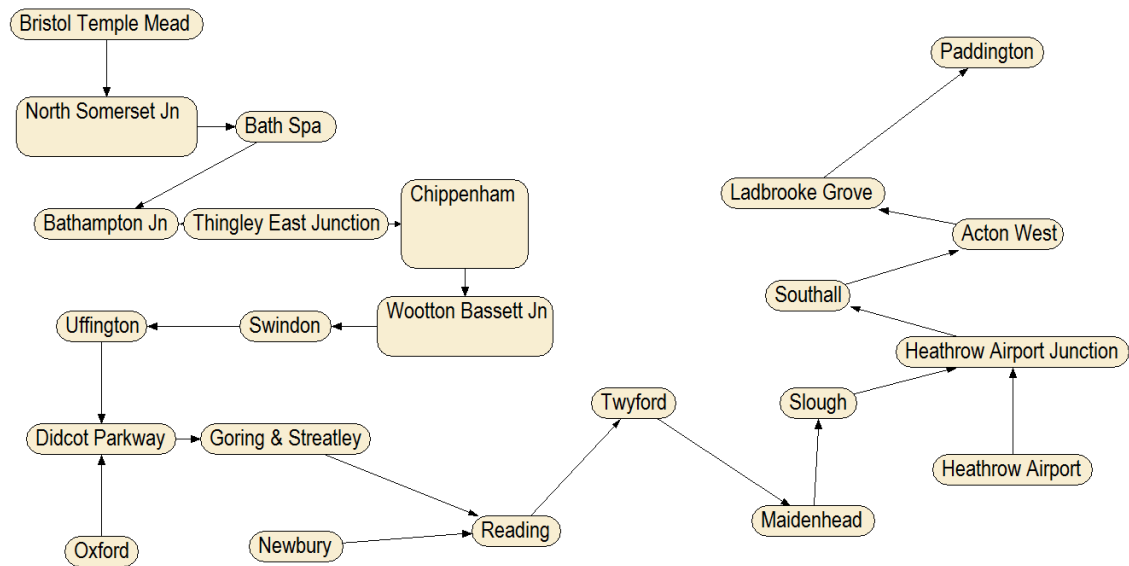 Bristol Temple Mead
Paddington
North Somerset Jn
Bath Spa
Ladbrooke Grove
Chippenham
Bathampton Jn
Thingley East Junction
Acton West
Southall
Wootton Bassett Jn
Uffington
Swindon
Heathrow Airport Junction
Twyford
Slough
Didcot Parkway
Goring & Streatley
Heathrow Airport
Maidenhead
Reading
Newbury
Oxford